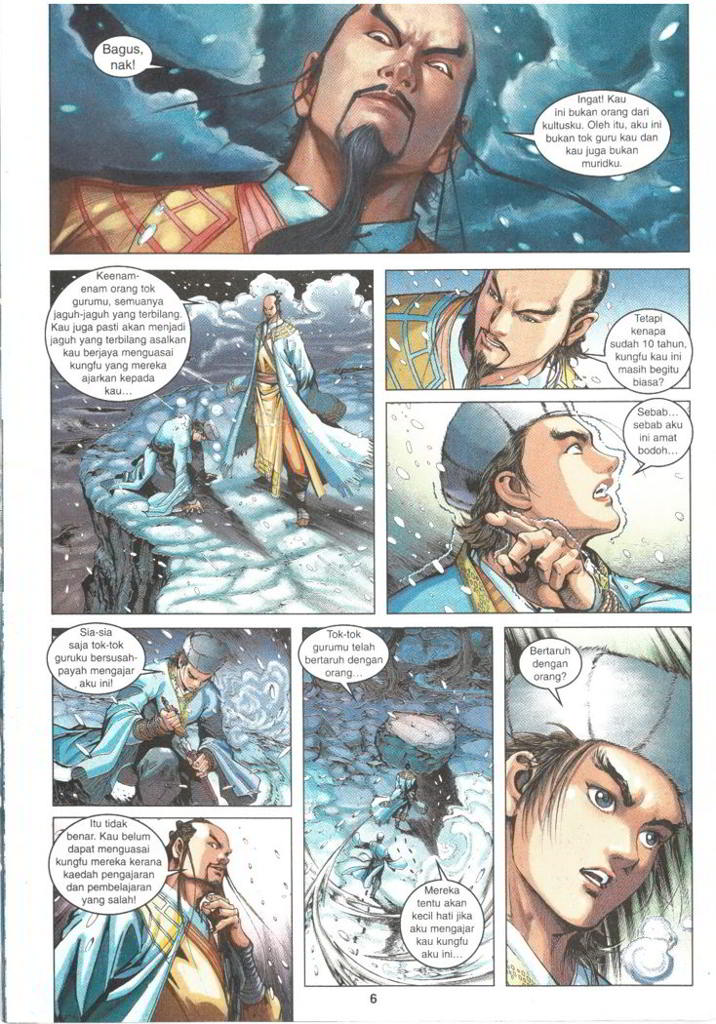 Bagus,
nak!
Ingat! Kau
ini bukan orang dari
kultusku. Oleh itu, aku ini
bukan tok guru kau dan
kau juga bukan
muridku.
Keenam-
enam orang tok
gurumu, semuanya
jaguh-jaguh yang terbilang.
Kau juga pasti akan menjadi
jaguh yang terbilang asalkan
kau berjaya menguasai
kungfu yang mereka
ajarkan kepada
kau...
Tetapi
kenapa
sudah 10 tahun,
kungfu kau ini
masih begitu
biasa?
Sebab...
sebab aku
ini amat
bodoh...
Sia-sia
saja tok-tok
guruku bersusah-
payah mengajar
aku ini!
Itu tidak
benar. Kau belum
dapat menguasai
kungfu mereka kerana
kaedah pengajaran
dan pembelajaran
yang salah!
Tok-tok
gurumu telah
bertaruh dengan
orang...
Mereka
tentu akan
kecil hati jika
aku mengajar
kau kungfu
aku ini...
Bertaruh
dengan
orang?
6